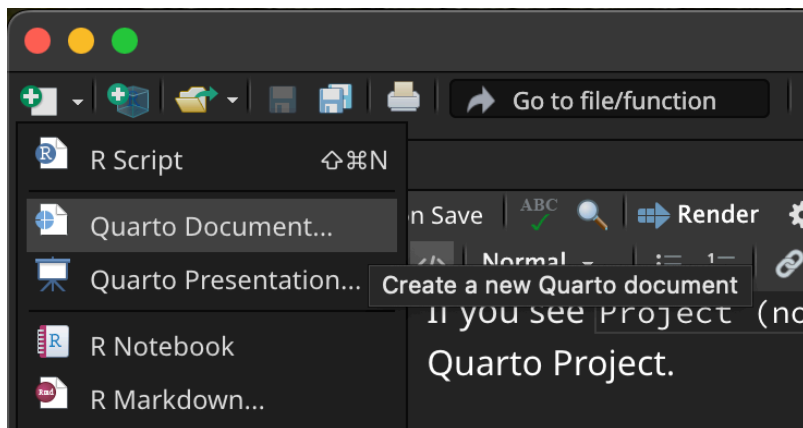 Go to file/function
R Script ⇧⌘N
Quarto Document...
n Save ABC Render
Quarto Presentation... Normal
Create a new Quarto document
If you see Project (no
R Notebook
Quarto Project.
R Markdown...